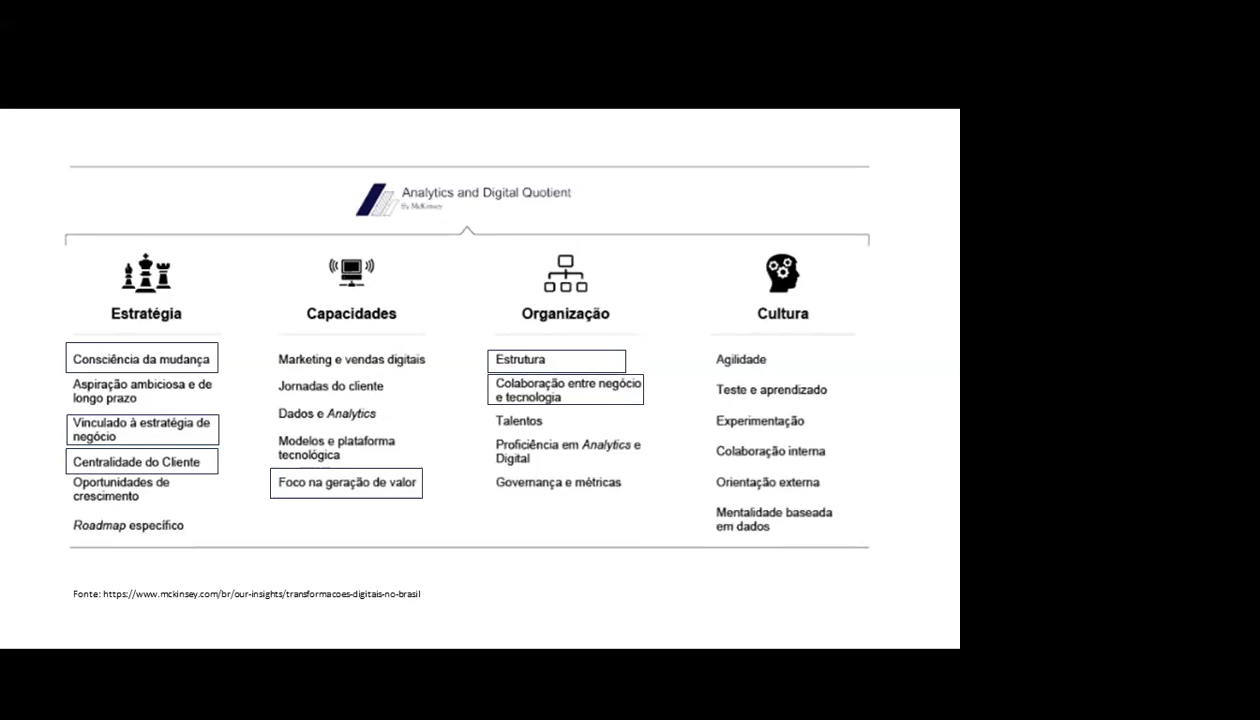 Analytics and Digital Quotient
By McKinsey
Estratégia
Consciência da mudança
Aspiração ambiciosa e de
longo prazo
Vinculado à estratégia de
negócio
Centralidade do Cliente
Oportunidades de
crescimento
Roadmap específico
Capacidades
Marketing e vendas digitais
Jornadas do cliente
Dados e Analytics
Modelos e plataforma
tecnológica
Foco na geração de valor
Organização
Estrutura
Colaboração entre negócio
e tecnologia
Talentos
Proficiência em Analytics e
Digital
Governança e métricas
Cultura
Agilidade
Teste e aprendizado
Experimentação
Colaboração interna
Orientação externa
Mentalidade baseada
em dados
Fonte: https://www.mckinsey.com/br/our-insights/transformacoes-digitais-no-brasil